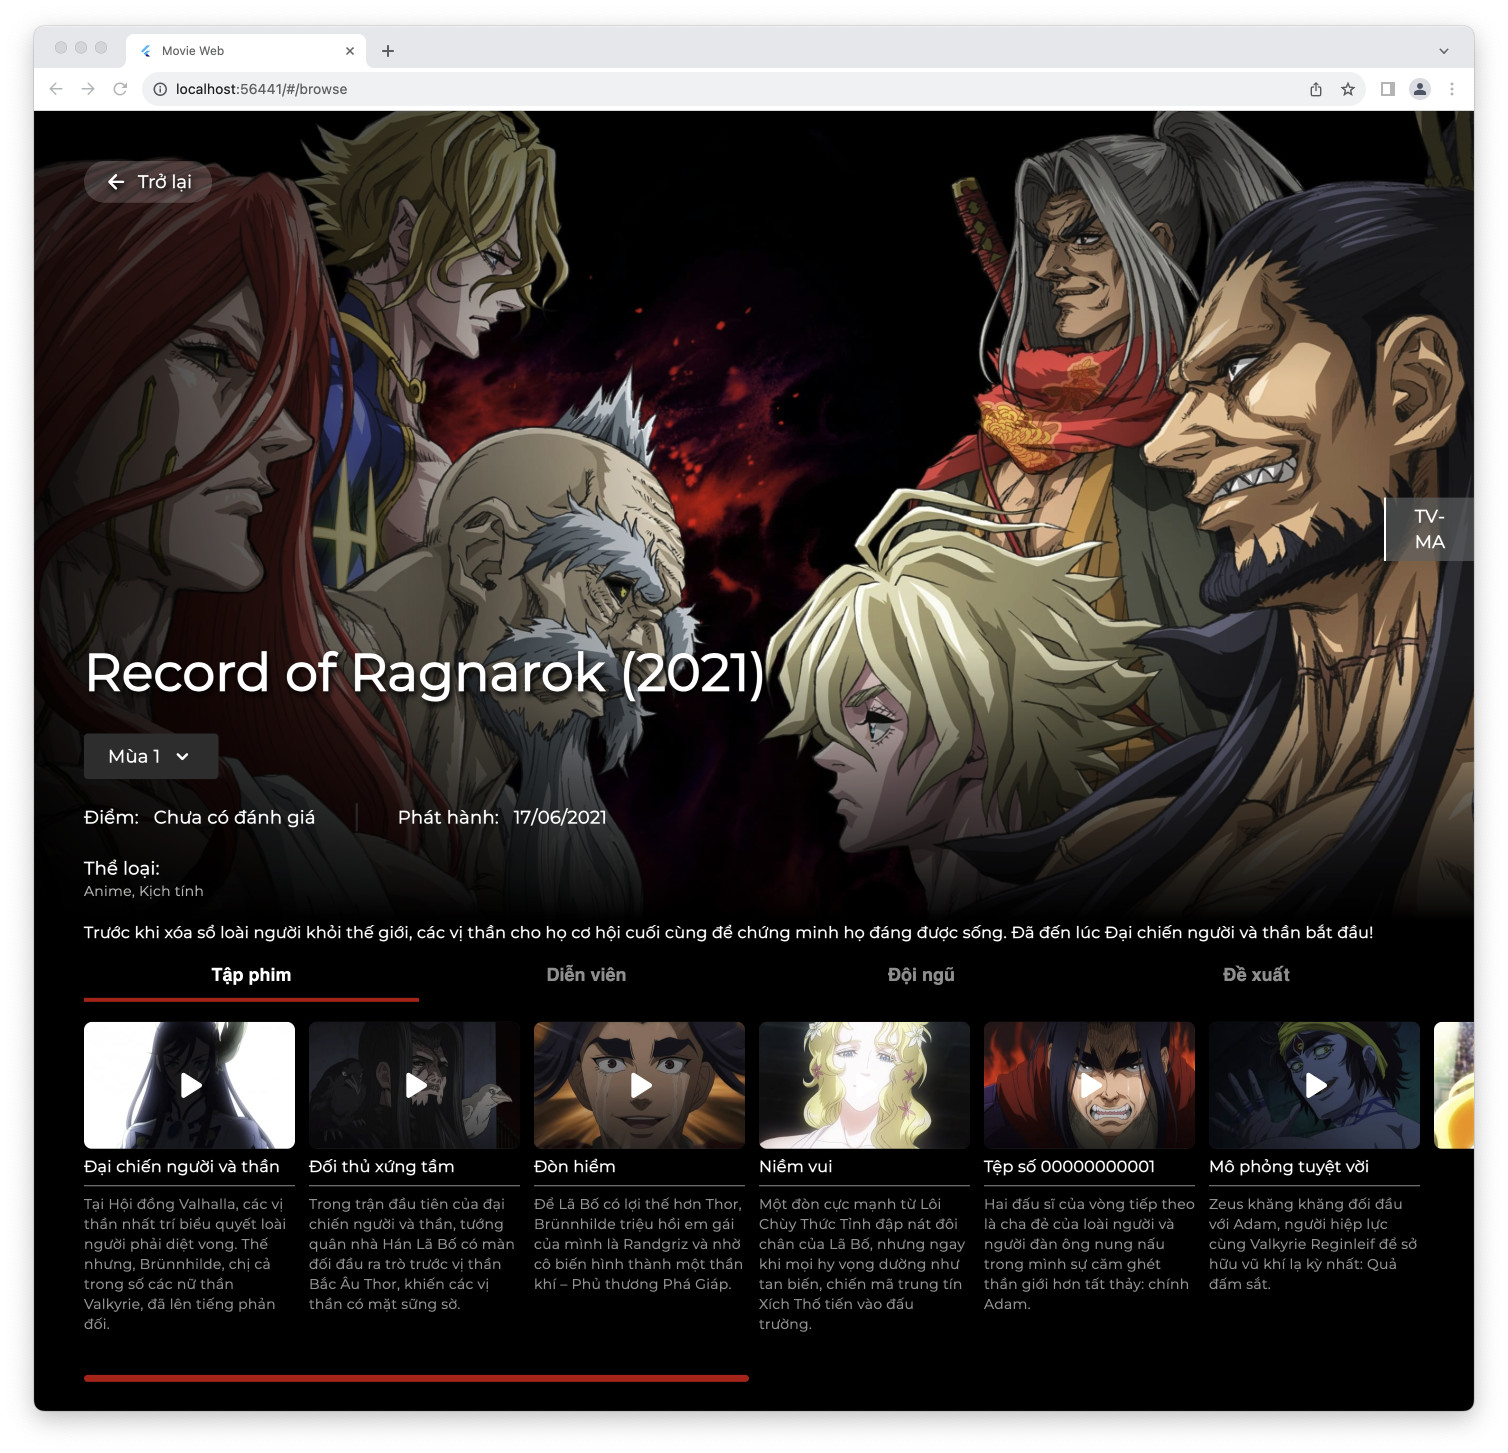 Movie Web
localhost:56441/#/browse
Trở lại
TV-
MA
Record of Ragnarok (2021)
Mùa 1
Điểm: Chưa có đánh giá
Phát hành: 17/06/2021
Thể loại:
Anime, Kịch tính
Trước khi xóa sổ loài người khỏi thế giới, các vị thần cho họ cơ hội cuối cùng để chứng minh họ đáng được sống. Đã đến lúc Đại chiến người và thần bắt đầu!
Tập phim
Diễn viên
Đội ngũ
Đề xuất
Đại chiến người và thần
Tại Hội đồng Valhalla, các vị
thần nhất trí biểu quyết loài
người phải diệt vong. Thế
nhưng, Brünnhilde, chị cả
trong số các nữ thần
Valkyrie, đã lên tiếng phản
đối.
Đối thủ xứng tầm
Trong trận đầu tiên của đại
chiến người và thần, tướng
quân nhà Hán Lã Bố có màn
đối đầu ra trò trước vị thần
Bắc Âu Thor, khiến các vị
thần có mặt sững sờ.
Đòn hiểm
Để Lã Bố có lợi thế hơn Thor,
Brünnhilde triệu hồi em gái
của mình là Randgriz và nhờ
cô biến hình thành một thần
khí – Phủ thương Phá Giáp.
Niềm vui
Một đòn cực mạnh từ Lôi
Chùy Thức Tỉnh đập nát đôi
chân của Lã Bố, nhưng ngay
khi mọi hy vọng dường như
tan biến, chiến mã trung tín
Xích Thố tiến vào đấu
trường.
Tệp số 00000000001
Hai đấu sĩ của vòng tiếp theo
là cha đẻ của loài người và
người đàn ông nung nấu
trong mình sự căm ghét
thần giới hơn tất thảy: chính
Adam.
Mô phỏng tuyệt vời
Zeus khăng khăng đối đầu
với Adam, người hiệp lực
cùng Valkyrie Reginleif để sở
hữu vũ khí lạ kỳ nhất: Quả
đấm sắt.